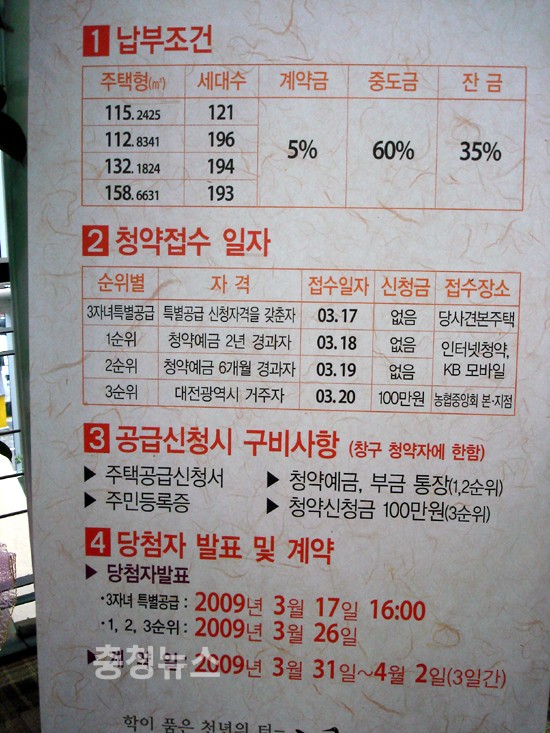 1 납부조건
주택형(㎡) 세대수 계약금 중도금 잔금
115.2425 121
112.8341 196
5% 60% 35%
132.1824 194
158.6631 193
2 청약접수 일자
순위별 자격 접수일자 신청금 접수장소
3자녀특별공급 특별공급 신청자격을 갖춘자 03.17 없음 당사견본주택
1순위 청약예금 2년 경과자 03.18 없음 인터넷청약,
2순위 청약예금 6개월 경과자 03.19 없음 KB 모바일
3순위 대전광역시 거주자 03.20 100만원 농협중앙회 본·지점
3 공급신청시 구비사항 (창구 청약자에 한함)
▶ 주택공급신청서 ▶ 청약예금, 부금 통장(1,2순위)
▶ 주민등록증 ▶ 청약신청금 100만원(3순위)
4 당첨자 발표 및 계약
▶ 당첨자발표
·3자녀 특별공급 : 2009년 3월 17일 16:00
·1, 2, 3순위 : 2009년 3월 26일
▶ 계약일 : 2009년 3월 31일~4월 2일(3일간)
충청뉴스
학이 품은 천년의 터